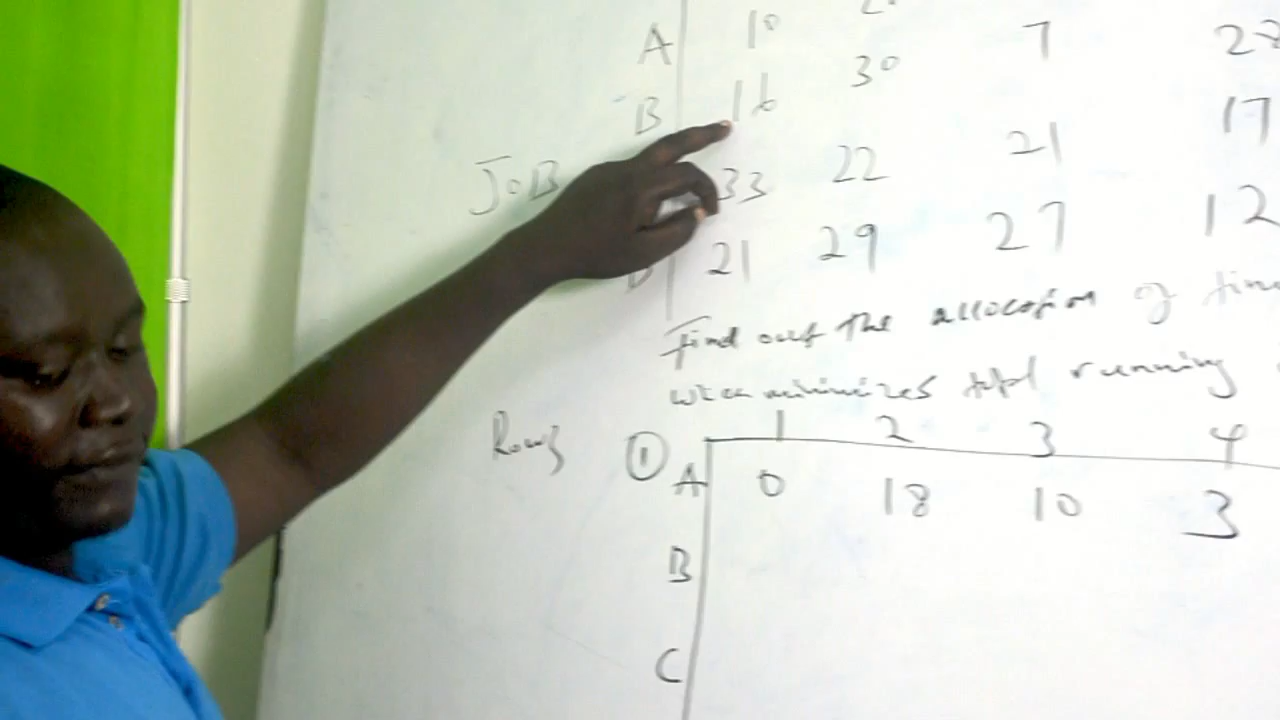 A 10 7
B 16 30 17
JOB 33 22 21
21 29 27 12
Find out the allocation of
which minimizes total running
Rows ① 1 2 3 4
A 0 18 10 3
B
C